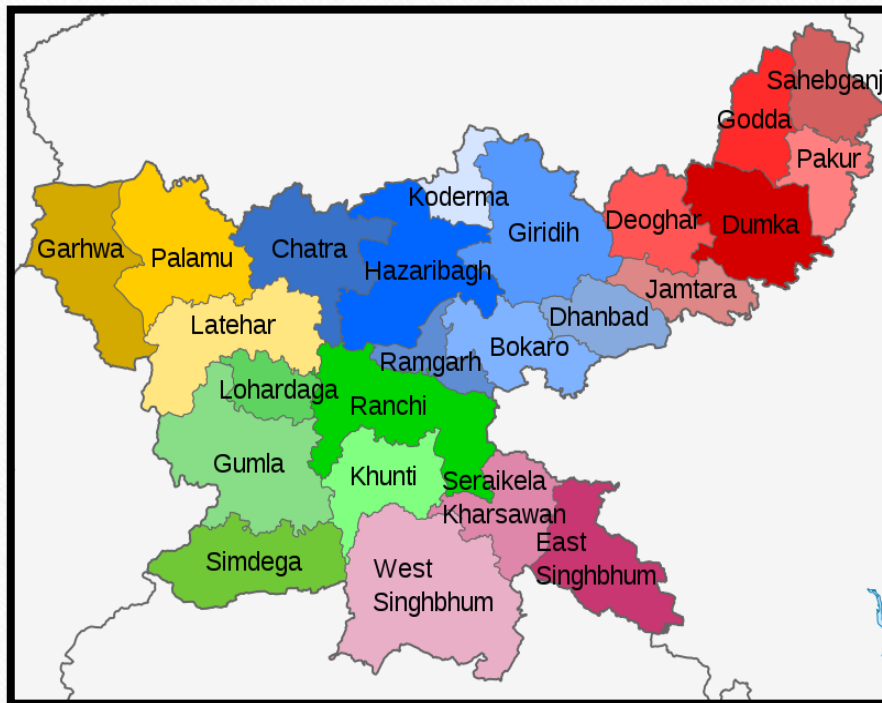 Sahebganj
Godda
Pakur
Koderma
Deoghar
Dumka
Giridih
Garhwa
Chatra
Palamu
Hazaribagh
Jamtara
Latehar
Dhanbad
Bokaro
Ramgarh
Lohardaga
Ranchi
Gumla
Khunti
Seraikela
Kharsawan
East
Singhbhum
Simdega
West
Singhbhum